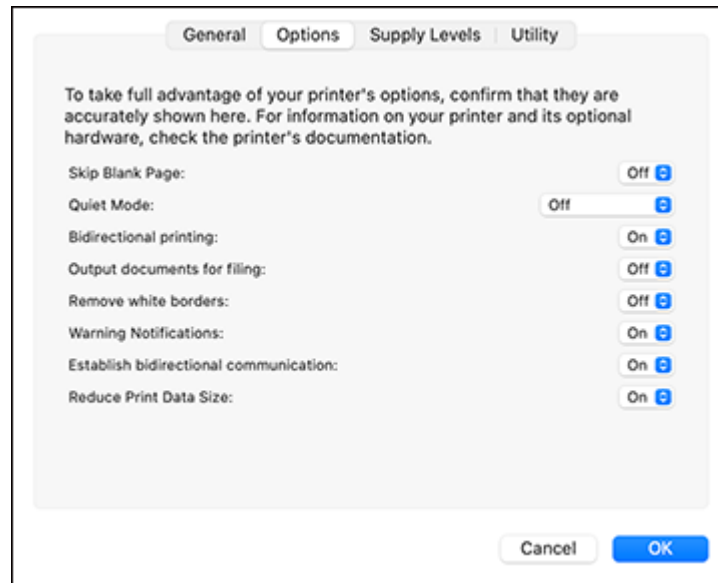 General Options Supply Levels Utility
To take full advantage of your printer's options, confirm that they are
accurately shown here. For information on your printer and its optional
hardware, check the printer's documentation.
Skip Blank Page: Off
Quiet Mode: Off
Bidirectional printing: On
Output documents for filing: Off
Remove white borders: Off
Warning Notifications: On
Establish bidirectional communication: On
Reduce Print Data Size: On
Cancel OK